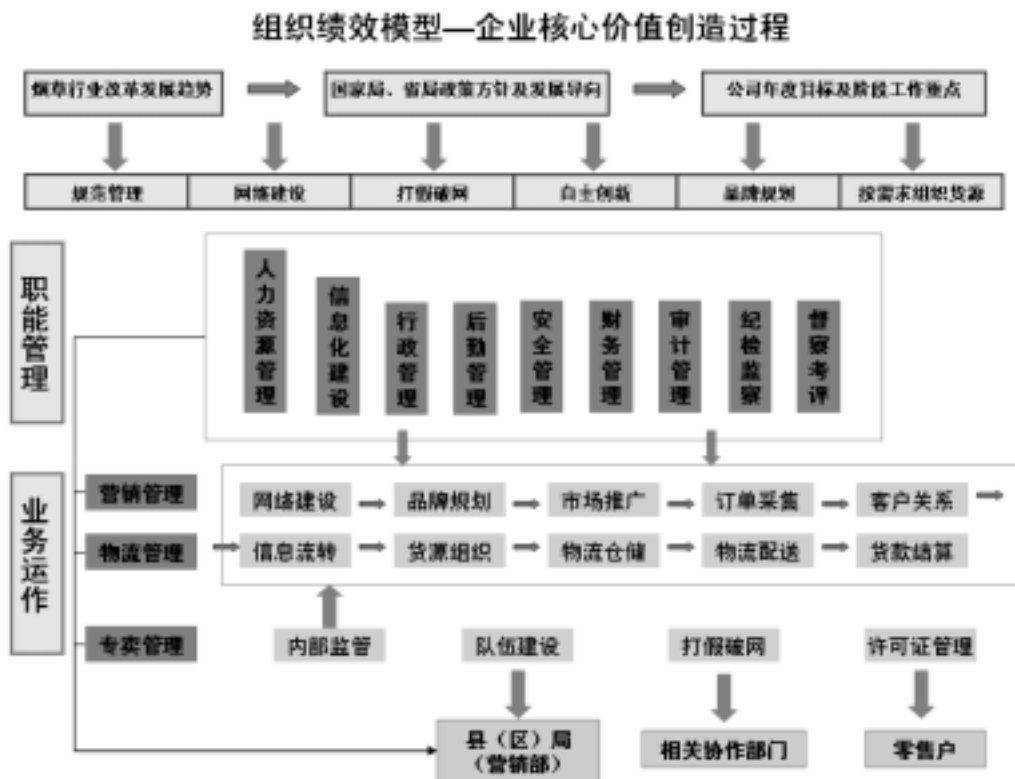 组织绩效模型—企业核心价值创造过程
烟草行业改革发展趋势
国家局、省局政策方针及发展导向
公司年度目标及阶段工作重点
规范管理
网络建设
打假破网
自主创新
品牌规划
按需求组织货源
职能管理
人力资源管理
信息化建设
行政管理
后勤管理
安全管理
财务管理
审计管理
纪检监察
督察考评
业务运作
营销管理
网络建设
品牌规划
市场推广
订单采集
客户关系
物流管理
信息流转
货源组织
物流仓储
物流配送
货款结算
专卖管理
内部监管
队伍建设
打假破网
许可证管理
县（区）局
（营销部）
相关协作部门
零售户